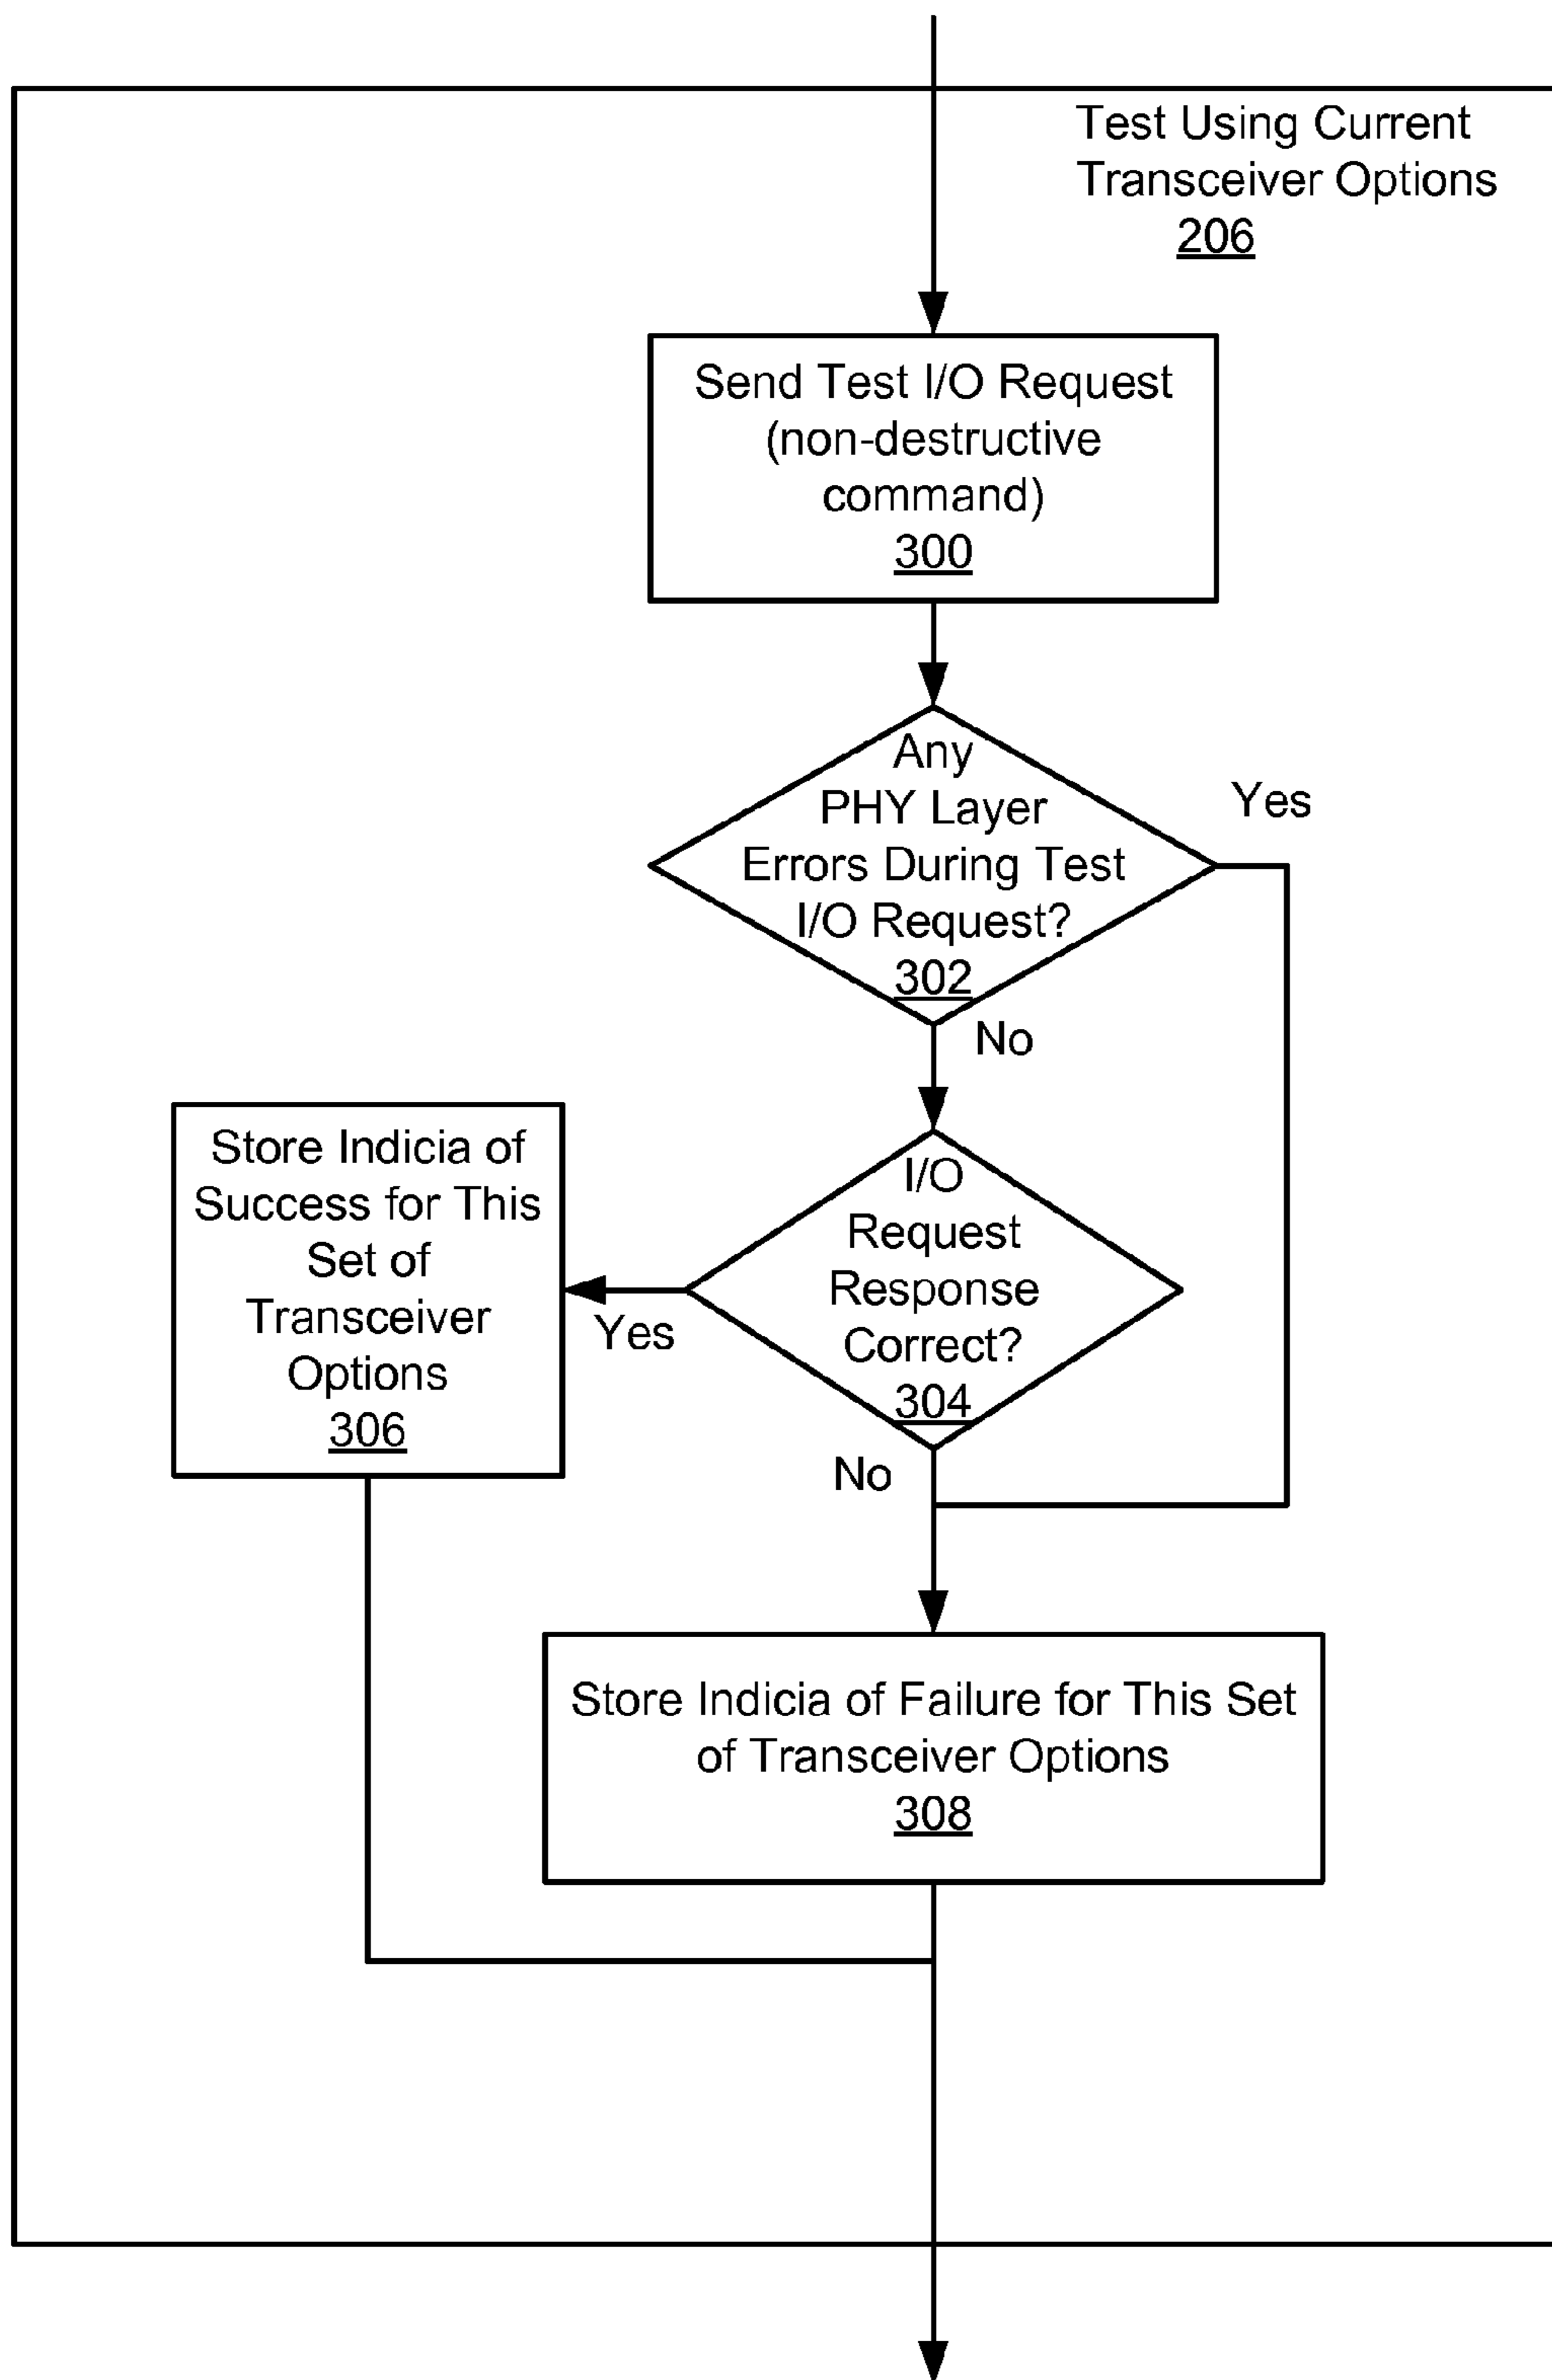 Test Using Current
Transceiver Options
206
Send Test I/O Request
(non-destructive
command)
300
Any
PHY Layer
Errors During Test
I/O Request?
302
Yes
No
I/O
Request
Response
Correct?
304
Yes
No
Store Indicia of
Success for This
Set of
Transceiver
Options
306
Store Indicia of Failure for This Set
of Transceiver Options
308